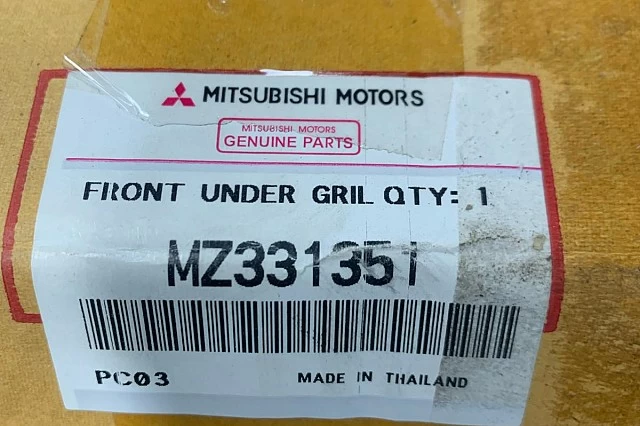 MITSUBISHI MOTORS
MITSUBISHI MOTORS
GENUINE PARTS
FRONT UNDER GRIL QTY: 1
MZ331351
PC03 MADE IN THAILAND